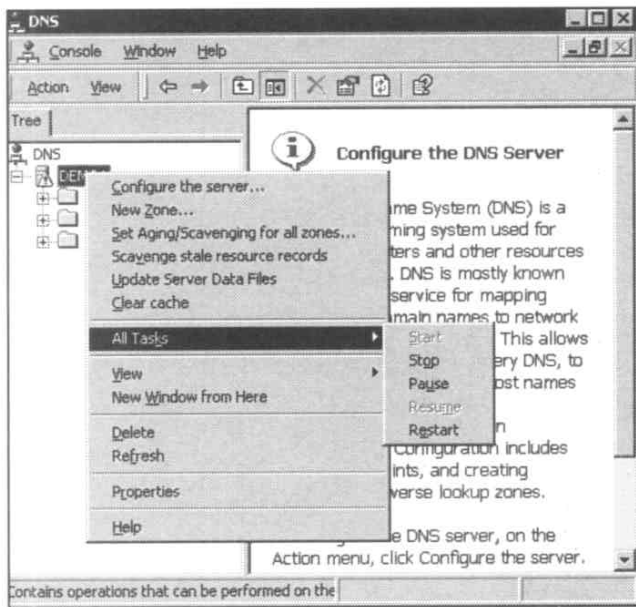 DNS
Console Window Help
Action View
Tree
DNS
Configure the server...
New Zone...
Set Aging/Scavenging for all zones...
Scavenge stale resource records
Update Server Data Files
Clear cache
All Tasks
View
New Window from Here
Delete
Refresh
Properties
Help
Start
Stop
Pause
Resume
Restart
Configure the DNS Server
me System (DNS) is a
ming system used for
ters and other resources
. DNS is mostly known
service for mapping
main names to network
This allows
ery DNS, to
ost names
n
Configuration includes
ints, and creating
verse lookup zones.
e DNS server, on the
Action menu, click Configure the server.
Contains operations that can be performed on the